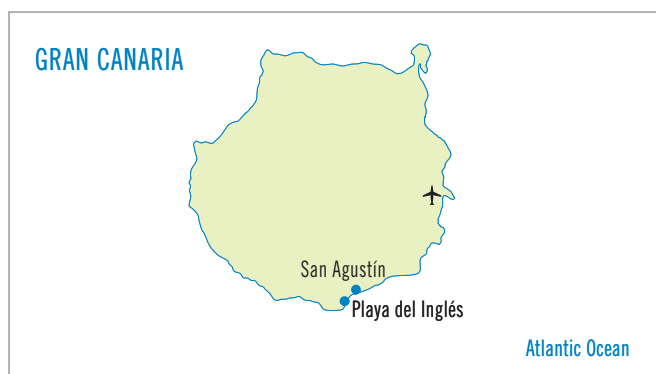 GRAN CANARIA
San Agustín
Playa del Inglés
Atlantic Ocean